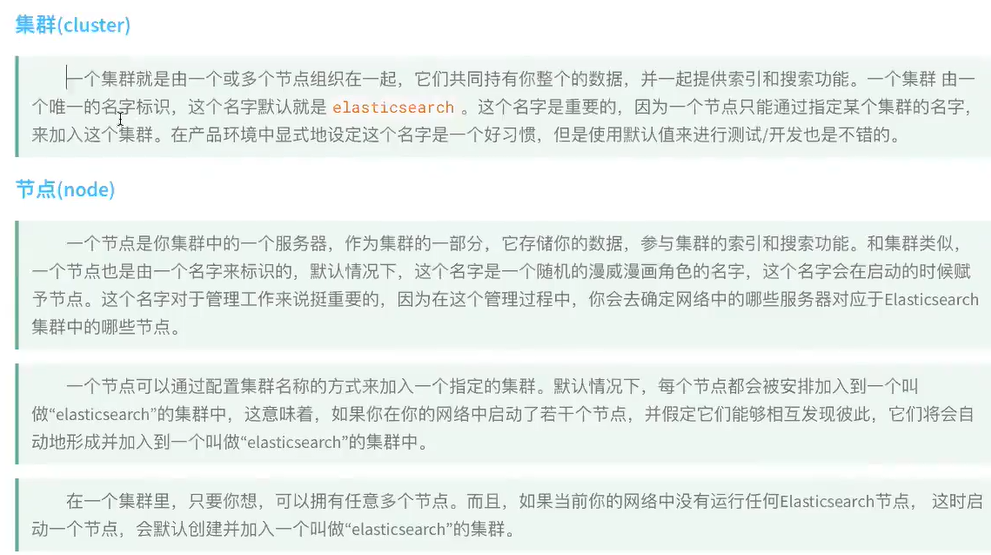 集群(cluster)
一个集群就是由一个或多个节点组织在一起，它们共同持有你整个的数据，并一起提供索引和搜索功能。一个集群 由一
个唯一的名字标识，这个名字默认就是 elasticsearch 。这个名字是重要的，因为一个节点只能通过指定某个集群的名字，
来加入这个集群。在产品环境中显式地设定这个名字是一个好习惯，但是使用默认值来进行测试/开发也是不错的。
节点(node)
一个节点是你集群中的一个服务器，作为集群的一部分，它存储你的数据，参与集群的索引和搜索功能。和集群类似，
一个节点也是由一个名字来标识的，默认情况下，这个名字是一个随机的漫威漫画角色的名字，这个名字会在启动的时候赋
予节点。这个名字对于管理工作来说挺重要的，因为在这个管理过程中，你会去确定网络中的哪些服务器对应于Elasticsearch
集群中的哪些节点。
一个节点可以通过配置集群名称的方式来加入一个指定的集群。默认情况下，每个节点都会被安排加入到一个叫
做“elasticsearch”的集群中，这意味着，如果你在你的网络中启动了若干个节点，并假定它们能够相互发现彼此，它们将会自
动地形成并加入到一个叫做“elasticsearch”的集群中。
在一个集群里，只要你想，可以拥有任意多个节点。而且，如果当前你的网络中没有运行任何Elasticsearch节点， 这时启
动一个节点，会默认创建并加入一个叫做“elasticsearch”的集群。